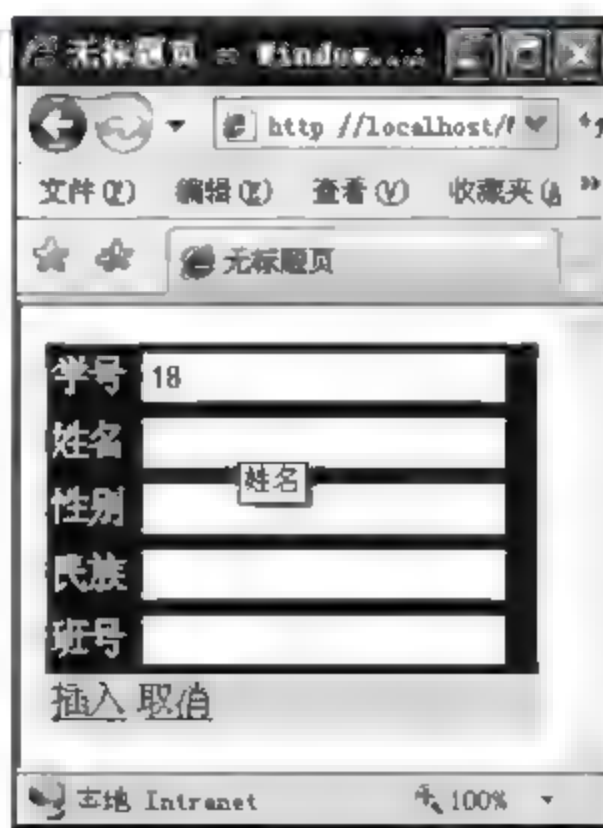 无标题页 - Window...
http://localhost/
文件(F) 编辑(E) 查看(V) 收藏夹(A »
无标题页
学号 18
姓名
姓名
性别
民族
班号
插入 取消
本地 Intranet 100%